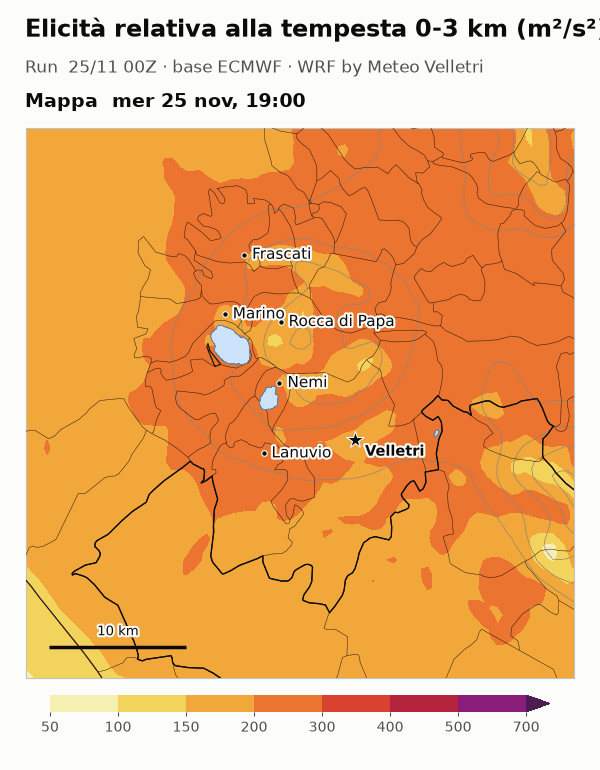 Elicità relativa alla tempesta 0-3 km (m²/s²)
Run 25/11 00Z · base ECMWF · WRF by Meteo Velletri
Mappa mer 25 nov, 19:00
Frascati
Marino
Rocca di Papa
Nemi
Velletri
Lanuvio
10 km
50 100 150 200 300 400 500 700